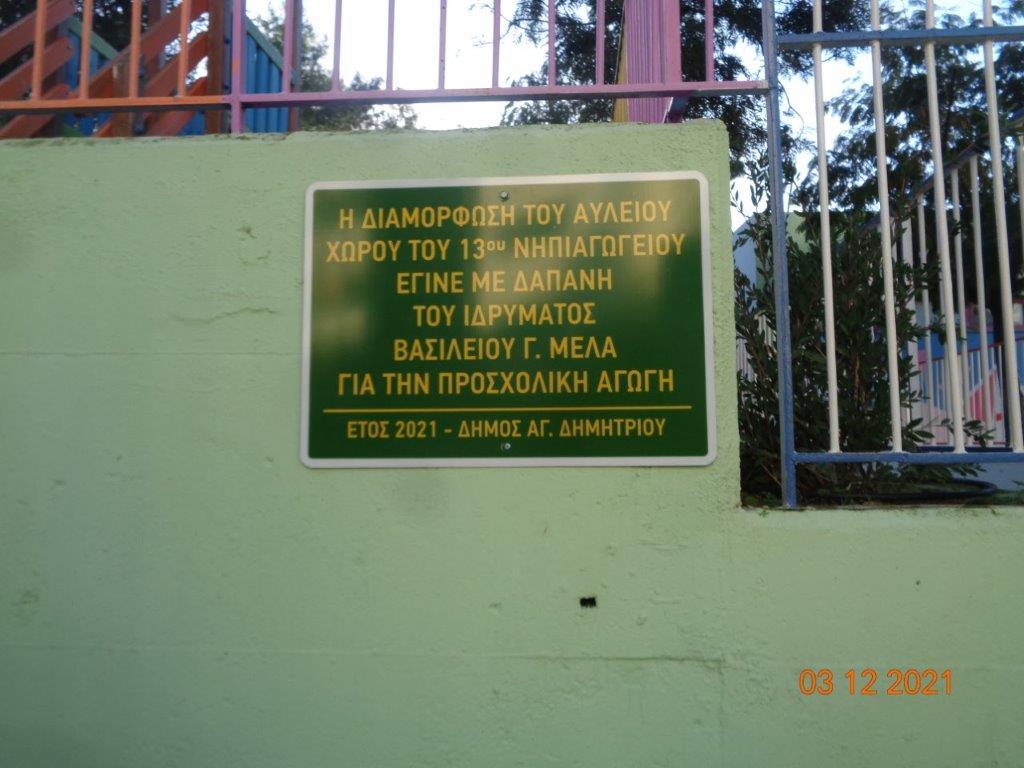 Η ΔΙΑΜΟΡΦΩΣΗ ΤΟΥ ΑΥΛΕΙΟΥ
ΧΩΡΟΥ ΤΟΥ 13ου ΝΗΠΙΑΓΩΓΕΙΟΥ
ΕΓΙΝΕ ΜΕ ΔΑΠΑΝΗ
ΤΟΥ ΙΔΡΥΜΑΤΟΣ
ΒΑΣΙΛΕΙΟΥ Γ. ΜΕΛΑ
ΓΙΑ ΤΗΝ ΠΡΟΣΧΟΛΙΚΗ ΑΓΩΓΗ
ΕΤΟΣ 2021 - ΔΗΜΟΣ ΑΓ. ΔΗΜΗΤΡΙΟΥ
03 12 2021